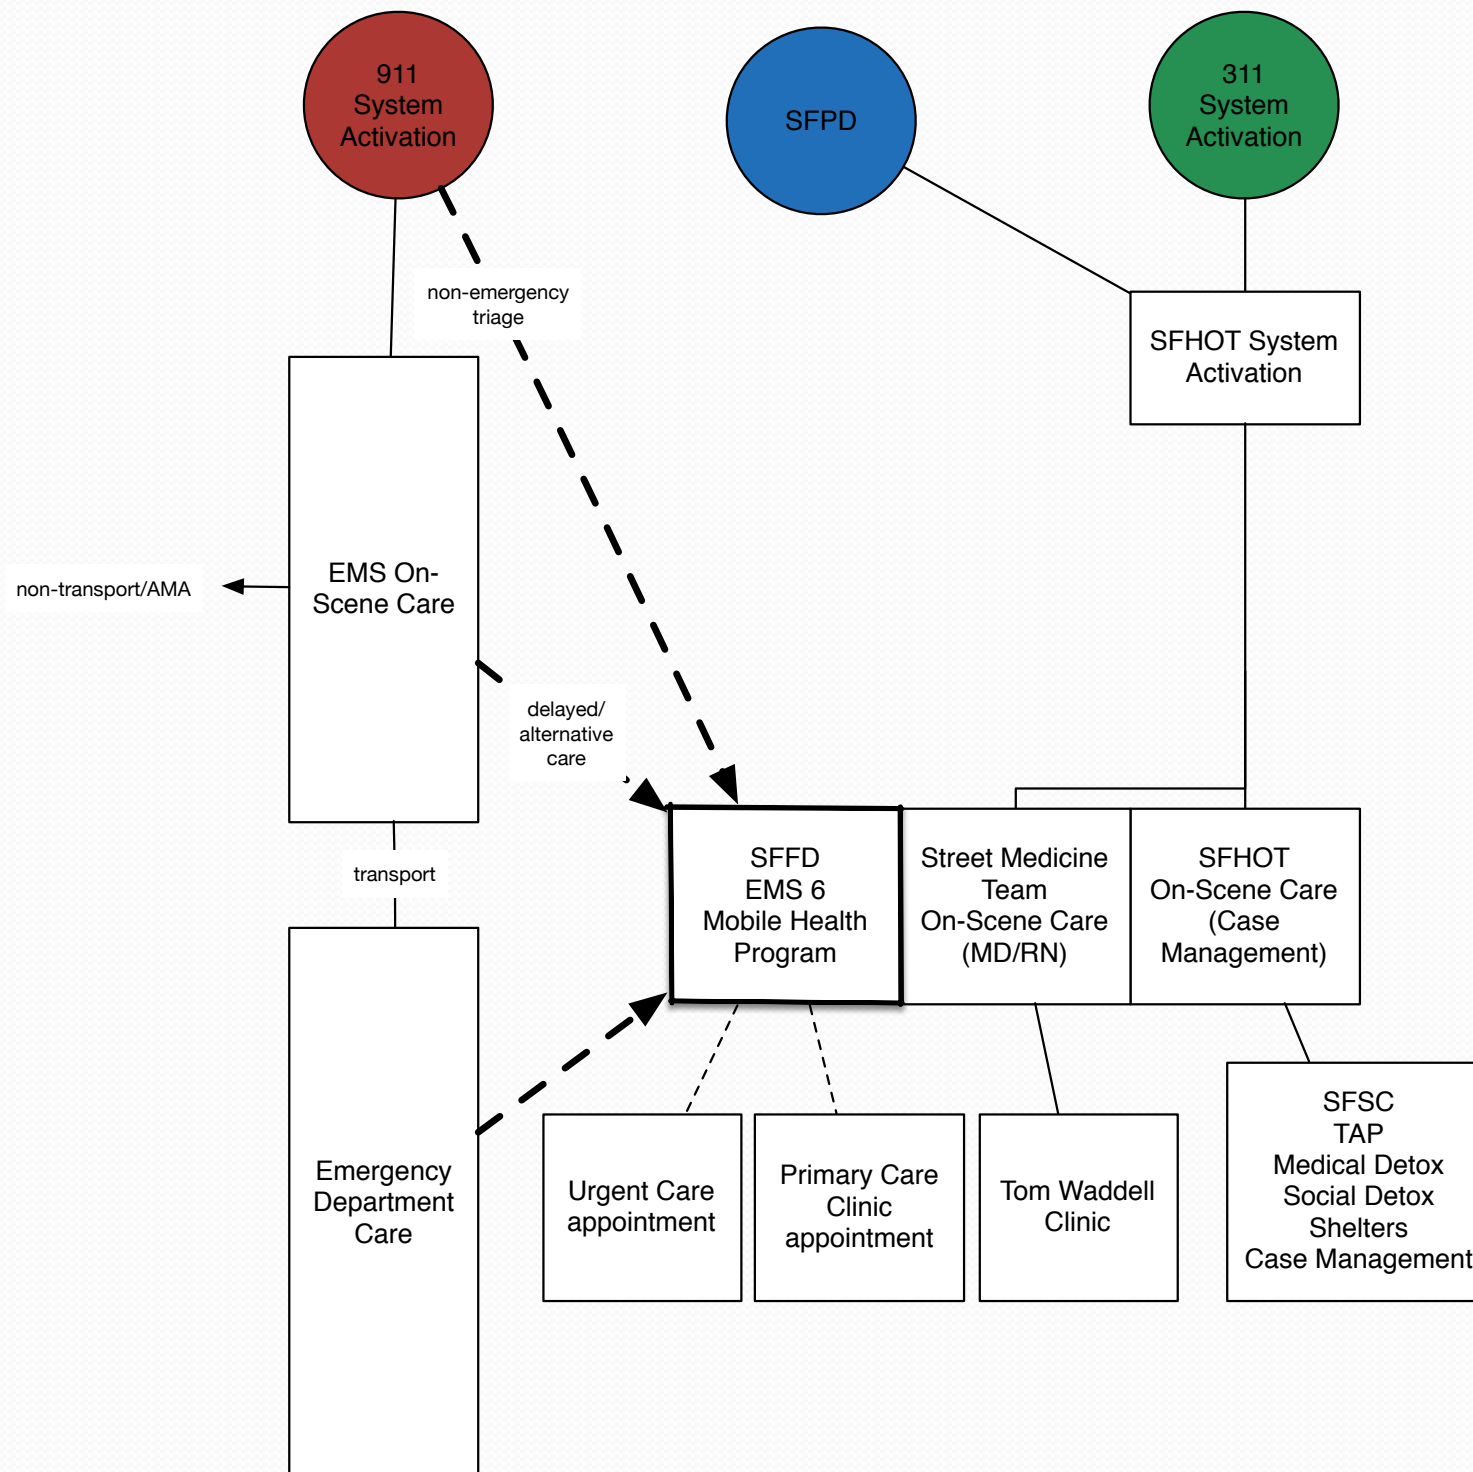 911
System
Activation
SFPD
311
System
Activation
non-emergency
triage
SFHOT System
Activation
EMS On-
Scene Care
non-transport/AMA
delayed/
alternative
care
transport
SFFD
EMS 6
Mobile Health
Program
Street Medicine
Team
On-Scene Care
(MD/RN)
SFHOT
On-Scene Care
(Case
Management)
Emergency
Department
Care
Urgent Care
appointment
Primary Care
Clinic
appointment
Tom Waddell
Clinic
SFSC
TAP
Medical Detox
Social Detox
Shelters
Case Management